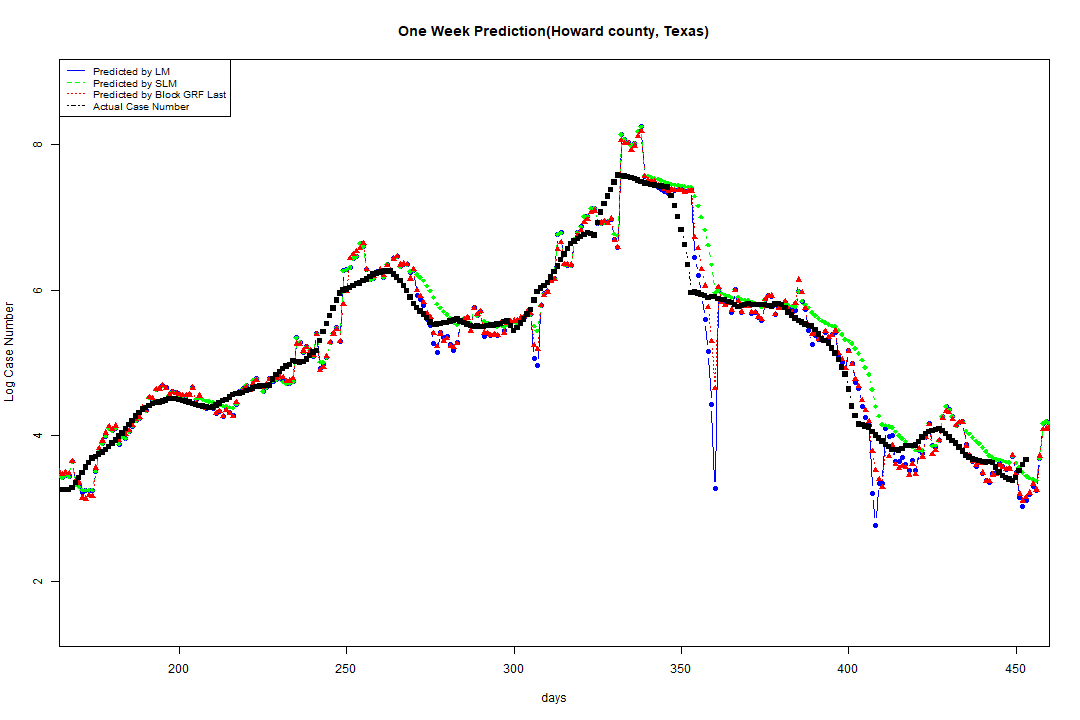 One Week Prediction(Howard county, Texas)
Predicted by LM
Predicted by SLM
Predicted by Block GRF Last
Actual Case Number
Log Case Number
8
6
4
2
200 250 300 350 400 450
days